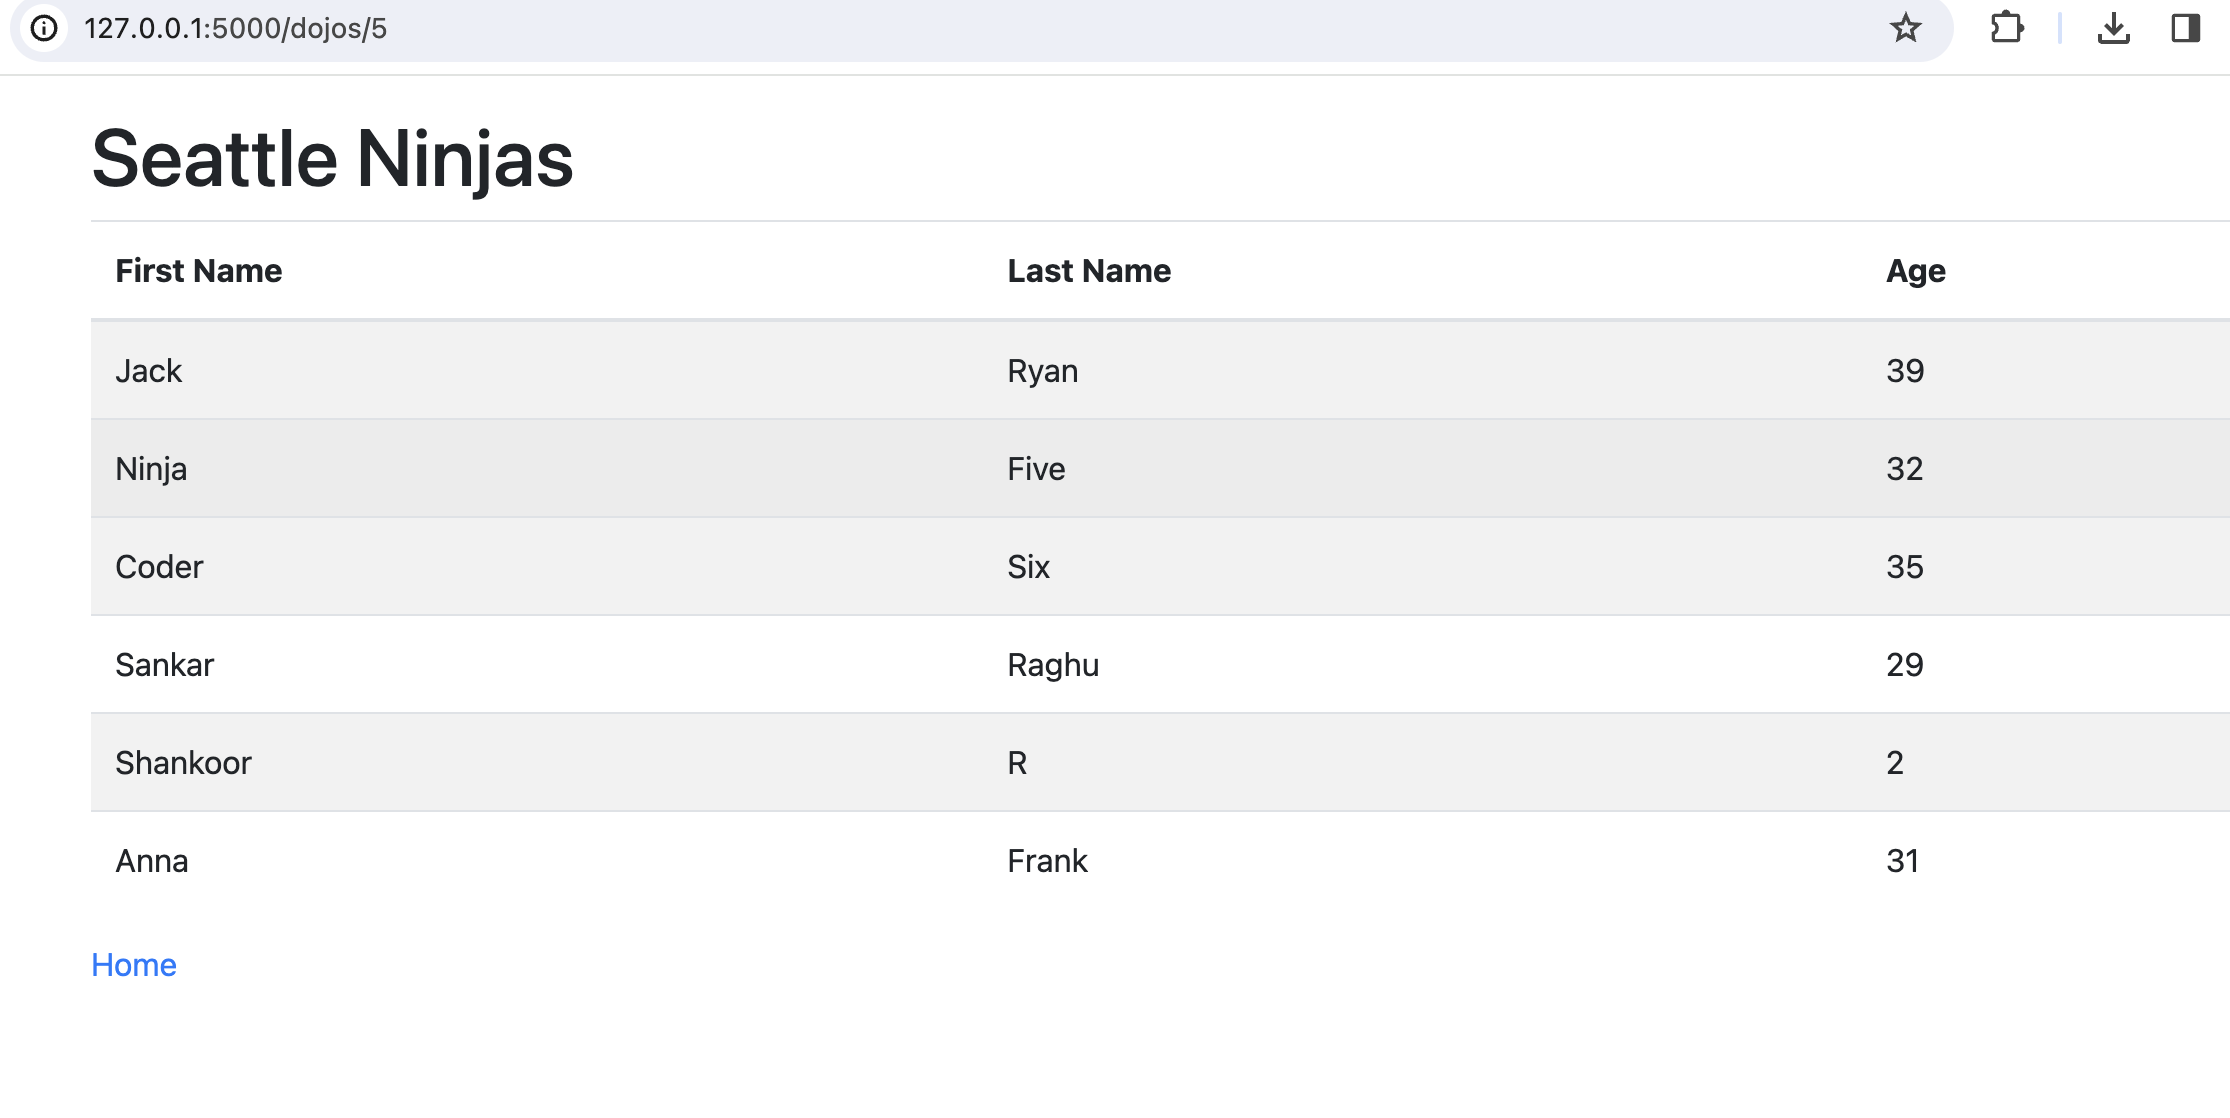 127.0.0.1:5000/dojos/5
Seattle Ninjas
First Name Last Name Age
Jack Ryan 39
Ninja Five 32
Coder Six 35
Sankar Raghu 29
Shankoor R 2
Anna Frank 31
Home